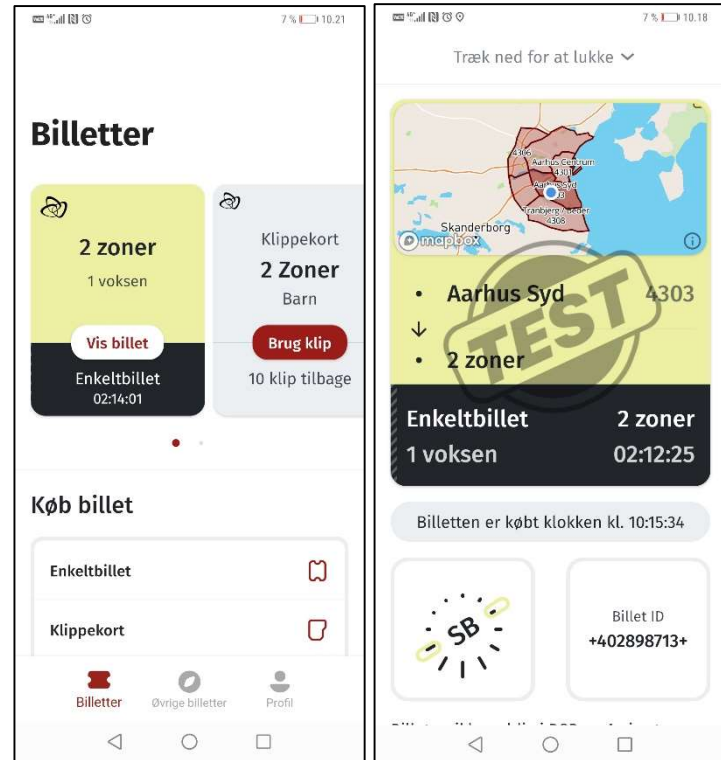 7 % 10.21
Billetter
2 zoner
1 voksen
Vis billet
Enkeltbillet
02:14:01
Klippekort
2 Zoner
Barn
Brug klip
10 klip tilbage
Køb billet
Enkeltbillet
Klippekort
Billetter
Øvrige billetter
Profil
7 % 10.18
Træk ned for at lukke
4306
Aarhus Centrum
4301
Aarhus Syd
Tranbjerg / Beder
4308
Skanderborg
mapbox
Aarhus Syd 4303
2 zoner
TEST
Enkeltbillet 2 zoner
1 voksen 02:12:25
Billetten er købt klokken kl. 10:15:34
SB
Billet ID
+402898713+